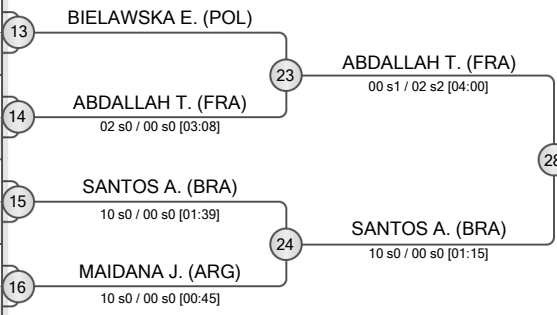 13
BIELAWSKA E. (POL)
23
ABDALLAH T. (FRA)
00 s1 / 02 s2 [04:00]
14
ABDALLAH T. (FRA)
02 s0 / 00 s0 [03:08]
28
15
SANTOS A. (BRA)
10 s0 / 00 s0 [01:39]
24
SANTOS A. (BRA)
10 s0 / 00 s0 [01:15]
16
MAIDANA J. (ARG)
10 s0 / 00 s0 [00:45]